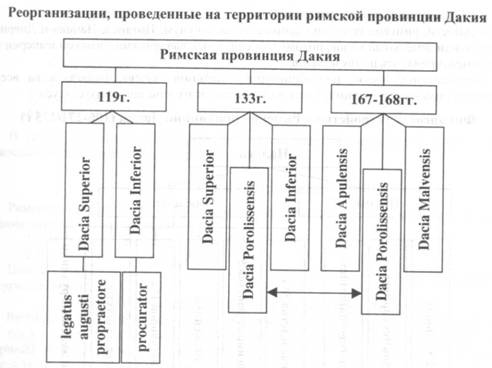 Реорганизации, проведенные на территории римской провинции Дакия
Римская провинция Дакия
119г.
133г.
167-168гг.
Dacia Superior
Dacia Inferior
Dacia Superior
Dacia Porolissensis
Dacia Inferior
Dacia Apulensis
Dacia Porolissensis
Dacia Malvensis
legatus
augusti
propraetore
procurator